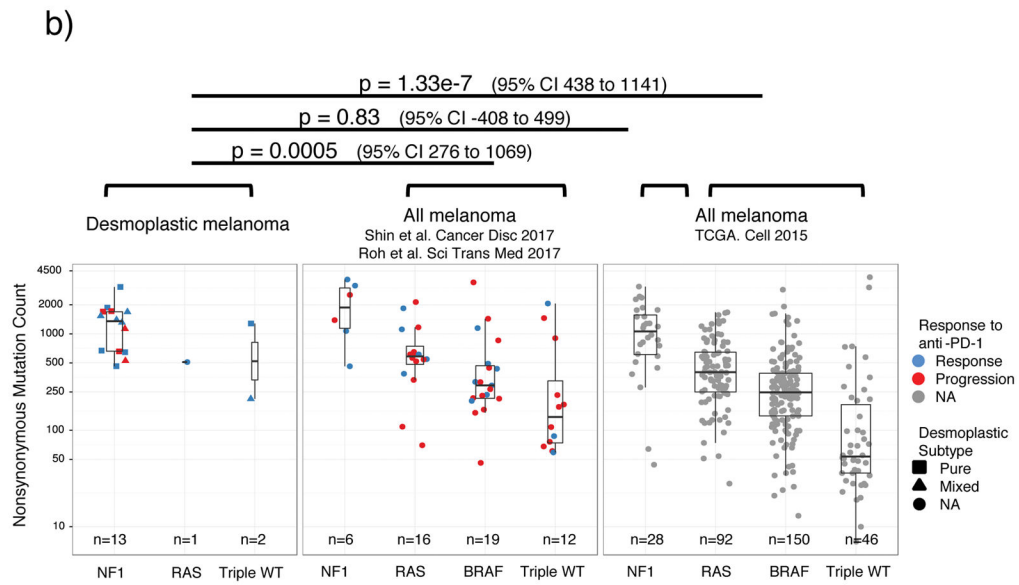 b)
p = 1.33e-7 (95% CI 438 to 1141)
p = 0.83 (95% CI -408 to 499)
p = 0.0005 (95% CI 276 to 1069)
Desmoplastic melanoma
All melanoma
Shin et al. Cancer Disc 2017
Roh et al. Sci Trans Med 2017
All melanoma
TCGA. Cell 2015
Nonsynonymous Mutation Count
4500
2000
1000
500
250
100
50
10
n=13 n=1 n=2
n=6 n=16 n=19 n=12
n=28 n=92 n=150 n=46
NF1 RAS Triple WT
NF1 RAS BRAF Triple WT
NF1 RAS BRAF Triple WT
Response to
anti-PD-1
Response
Progression
NA
Desmoplastic
Subtype
Pure
Mixed
NA